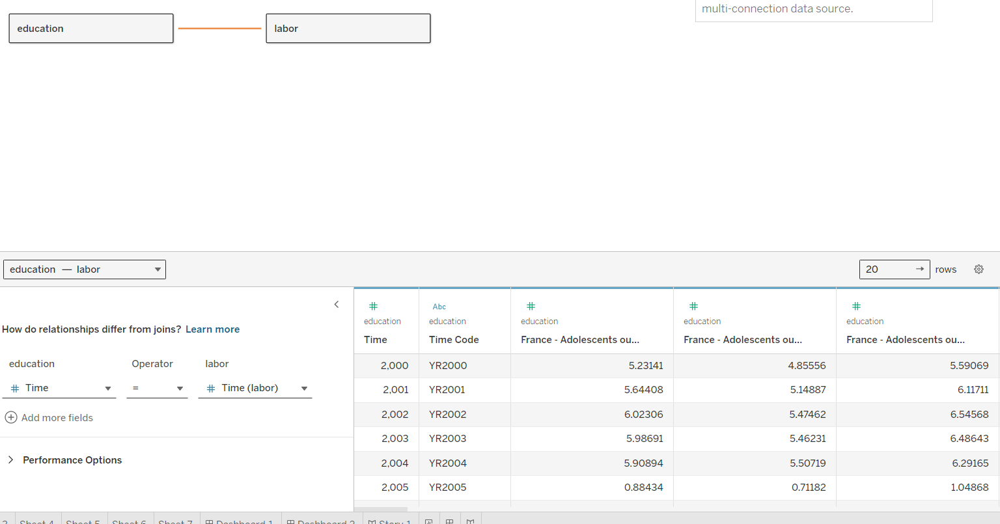 multi-connection data source.
education
labor
education — labor
20
rows
How do relationships differ from joins? Learn more
education Operator labor
Time = Time (labor)
Add more fields
Performance Options
Abc
education education education education education
Time Time Code France - Adolescents ou... France - Adolescents ou... France - Adolescents ou...
2,000 YR2000 5.23141 4.85556 5.59069
2,001 YR2001 5.64408 5.14887 6.11711
2,002 YR2002 6.02306 5.47462 6.54568
2,003 YR2003 5.98691 5.46231 6.48643
2,004 YR2004 5.90894 5.50719 6.29165
2,005 YR2005 0.88434 0.71182 1.04868
Sheet 4 Sheet 5 Sheet 6 Sheet 7 Dashboard 1 Dashboard 2 Story 1